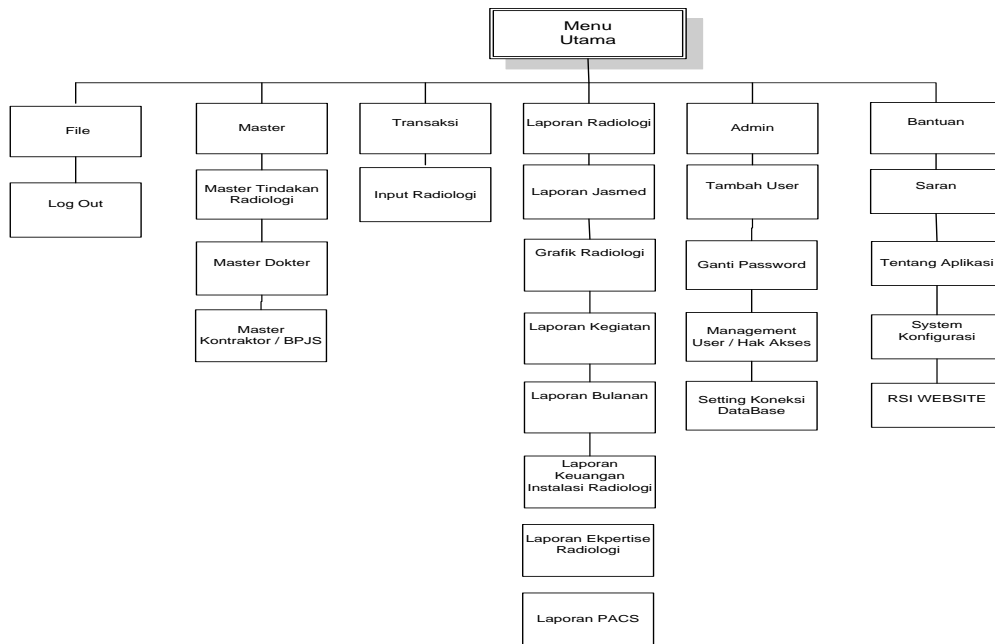 Menu
Utama
File
Master
Transaksi
Laporan Radiologi
Admin
Bantuan
Log Out
Master Tindakan
Radiologi
Input Radiologi
Laporan Jasmed
Tambah User
Saran
Master Dokter
Grafik Radiologi
Ganti Password
Tentang Aplikasi
Master
Kontraktor / BPJS
Laporan Kegiatan
Management
User / Hak Akses
System
Konfigurasi
Laporan Bulanan
Setting Koneksi
DataBase
RSI WEBSITE
Laporan
Keuangan
Instalasi Radiologi
Laporan Ekpertise
Radiologi
Laporan PACS